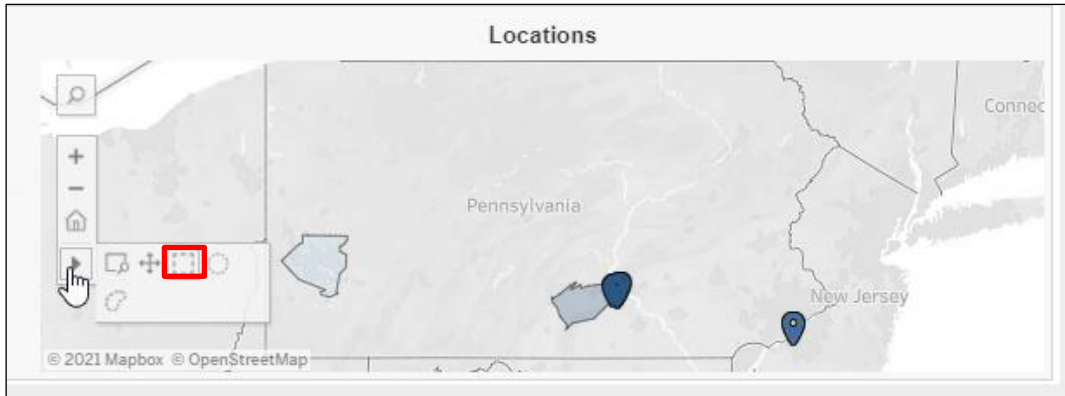 Locations
Connec
Pennsylvania
New Jersey
© 2021 Mapbox © OpenStreetMap